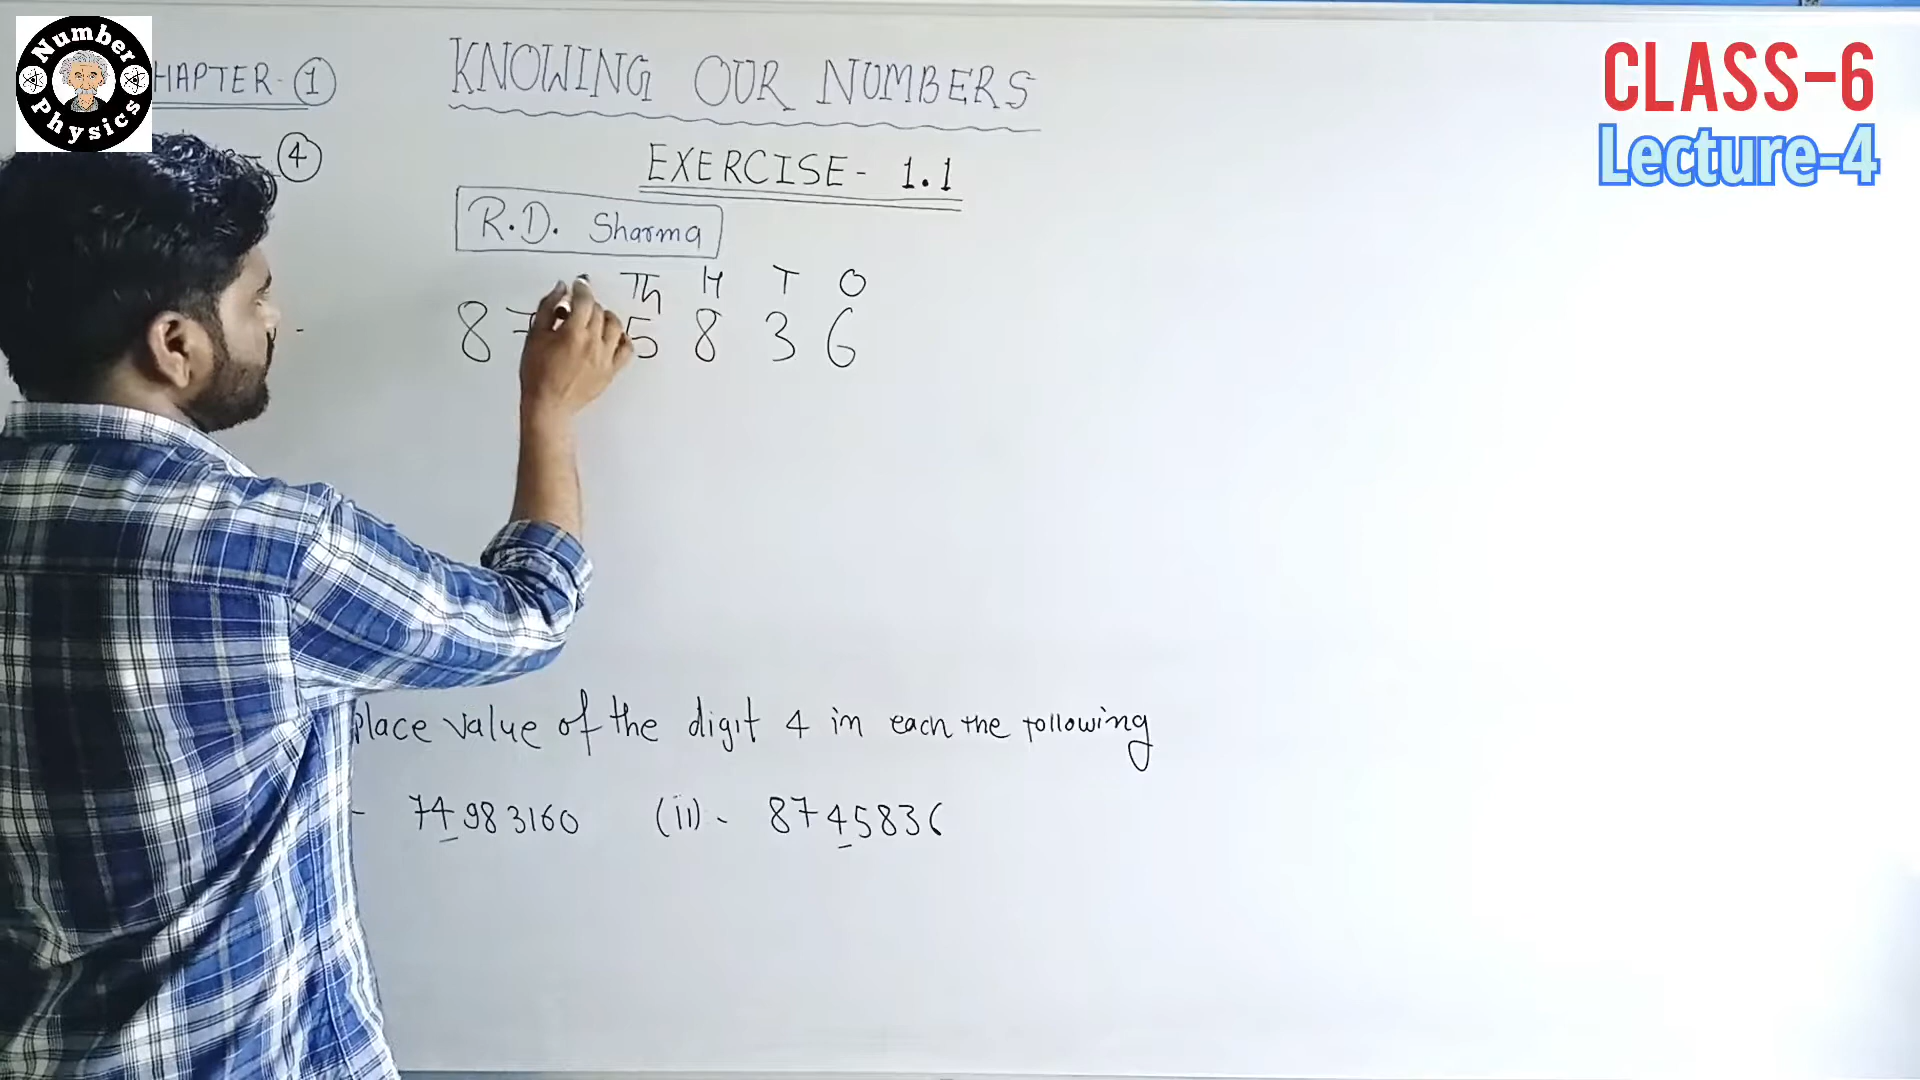 Number Physics
CLASS-6
Lecture-4
HAPTER- 1
KNOWING OUR NUMBERS
4
EXERCISE- 1.1
R.D. Sharma
Th H T O
8 7 5 8 3 6
Place value of the digit 4 in each the following
- 74983160 (ii)- 8745836